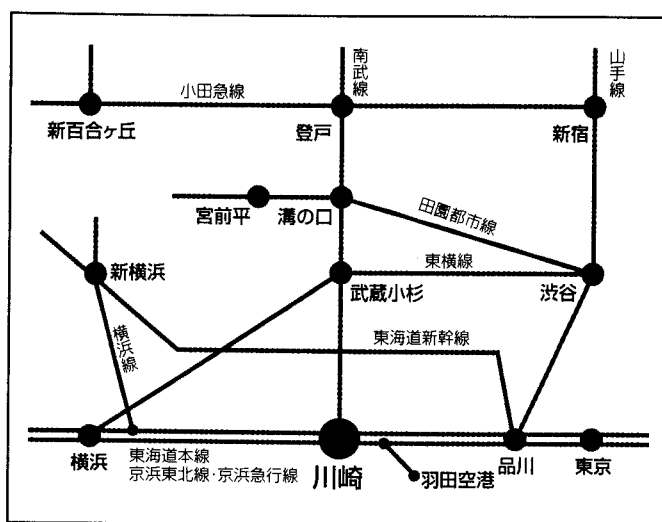 南武線
山手線
小田急線
新百合ヶ丘
登戸
新宿
宮前平
溝の口
田園都市線
新横浜
東横線
武蔵小杉
渋谷
横浜線
東海道新幹線
横浜
東海道本線
京浜東北線・京浜急行線
川崎
羽田空港
品川
東京